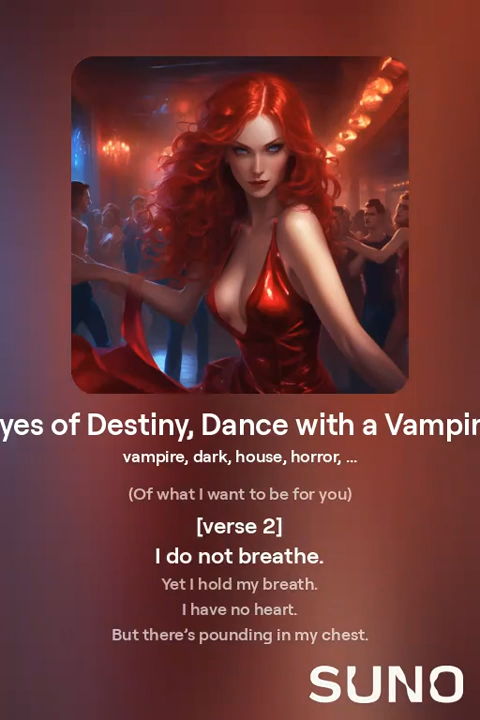 yes of Destiny, Dance with a Vampir
vampire, dark, house, horror, ...
(Of what I want to be for you)
[verse 2]
I do not breathe.
Yet I hold my breath.
I have no heart.
But there’s pounding in my chest.
SUNO